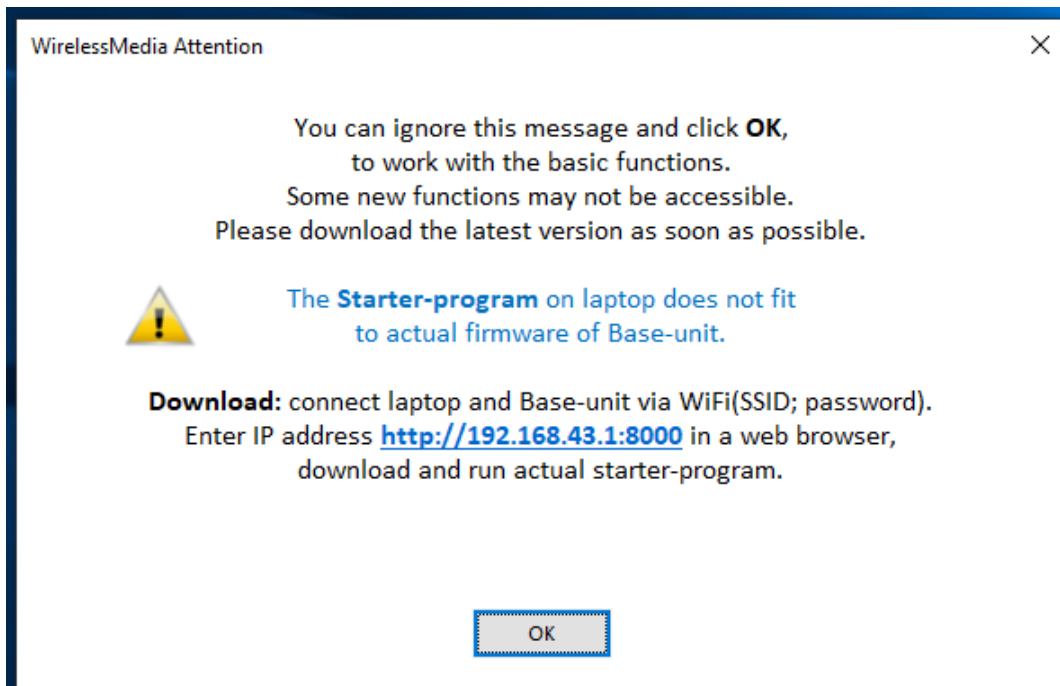 WirelessMedia Attention
You can ignore this message and click OK,
to work with the basic functions.
Some new functions may not be accessible.
Please download the latest version as soon as possible.
The Starter-program on laptop does not fit
to actual firmware of Base-unit.
Download: connect laptop and Base-unit via WiFi(SSID; password).
Enter IP address http://192.168.43.1:8000 in a web browser,
download and run actual starter-program.
OK